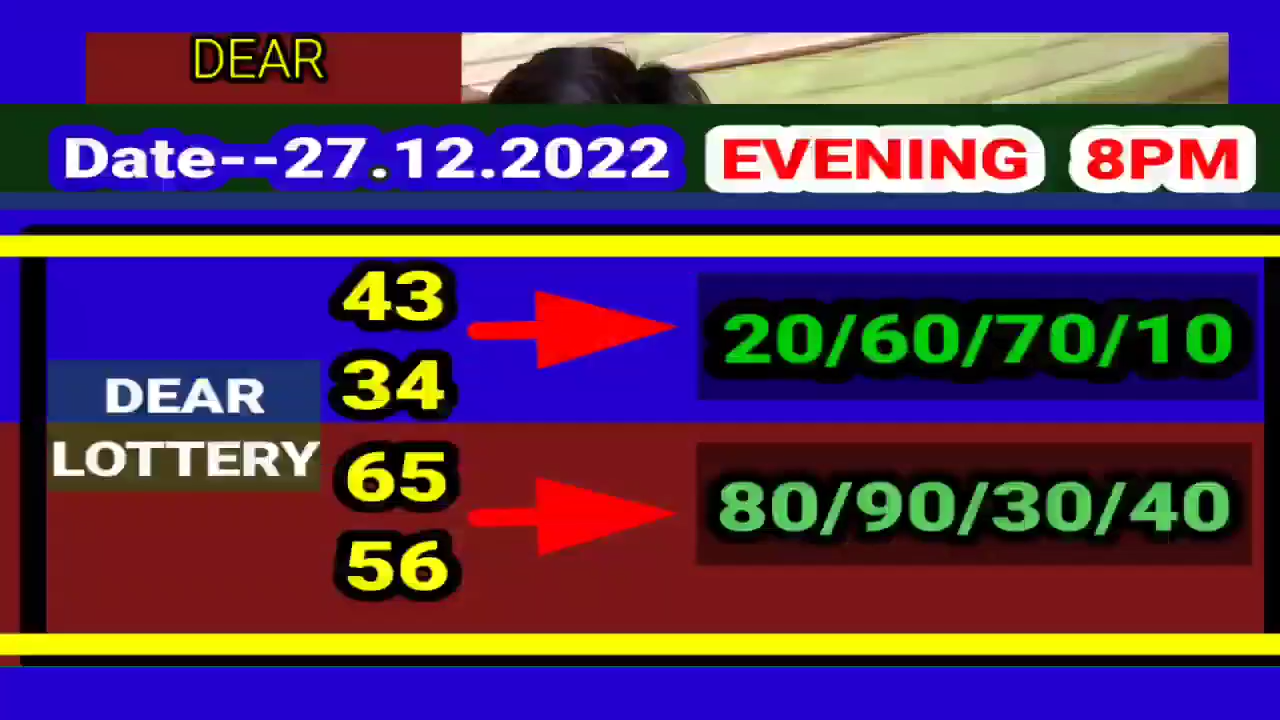 DEAR
Date--27.12.2022 EVENING 8PM
43
34
20/60/70/10
DEAR
LOTTERY
65
56
80/90/30/40